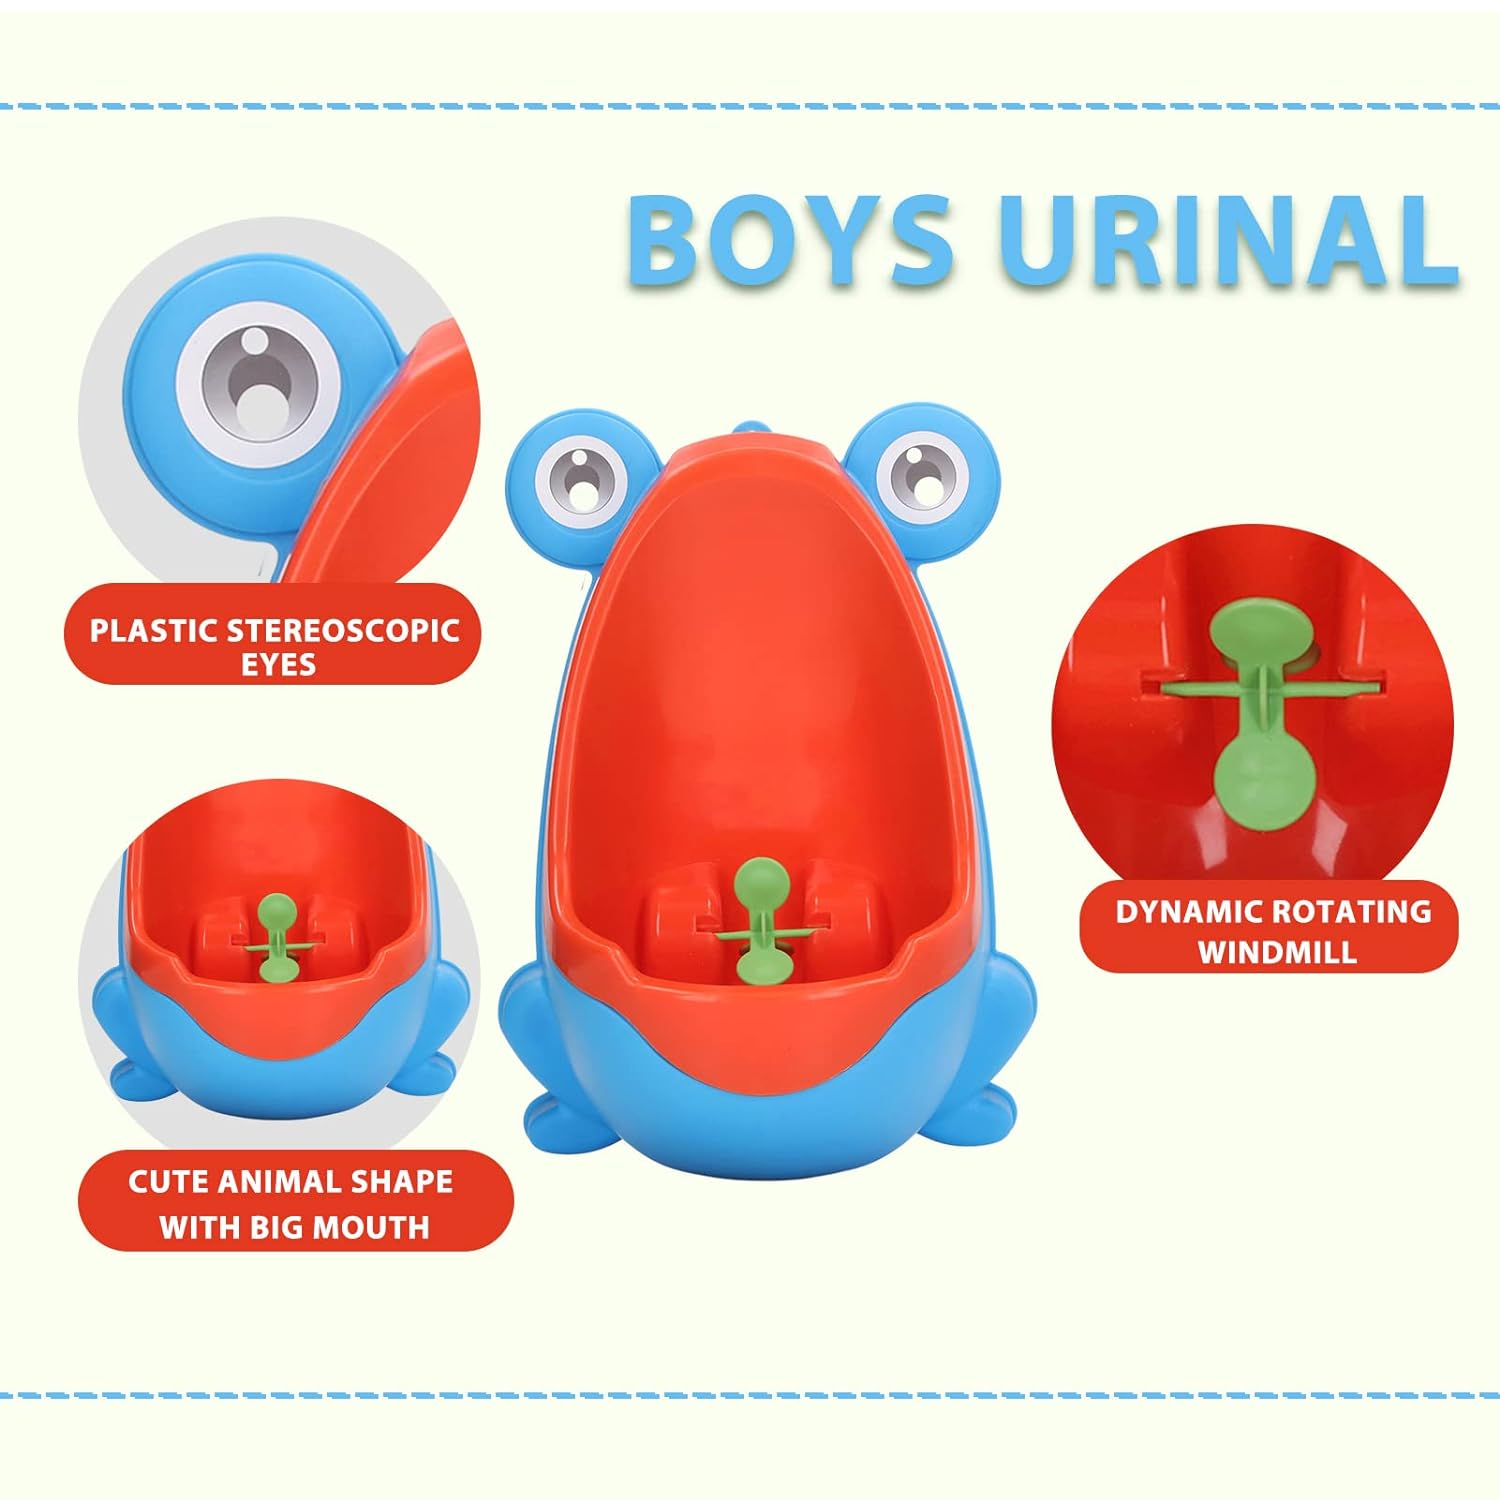 BOYS URINAL
PLASTIC STEREOSCOPIC
EYES
DYNAMIC ROTATING
WINDMILL
CUTE ANIMAL SHAPE
WITH BIG MOUTH